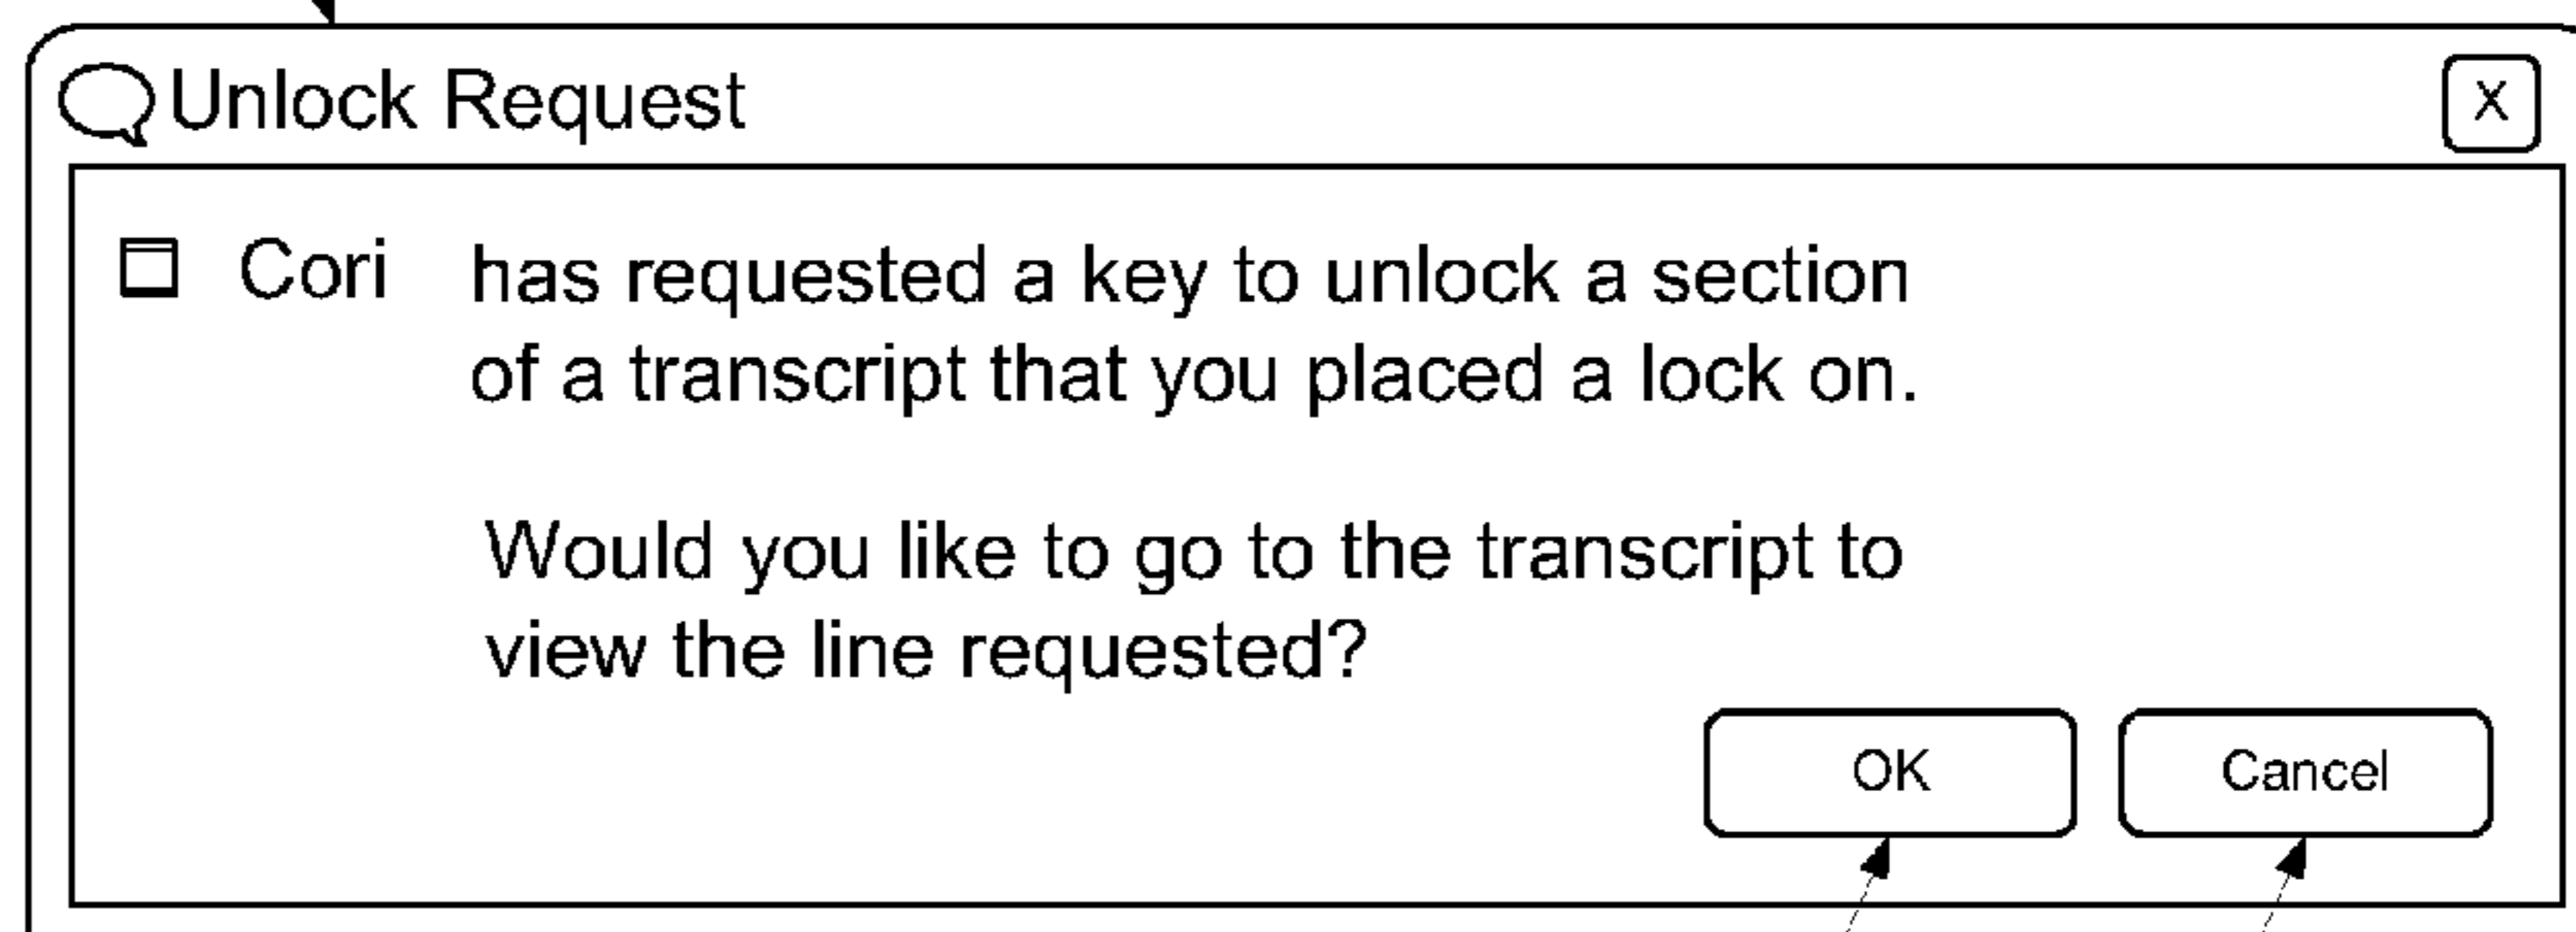 Unlock Request X
Cori has requested a key to unlock a section
of a transcript that you placed a lock on.
Would you like to go to the transcript to
view the line requested?
OK Cancel